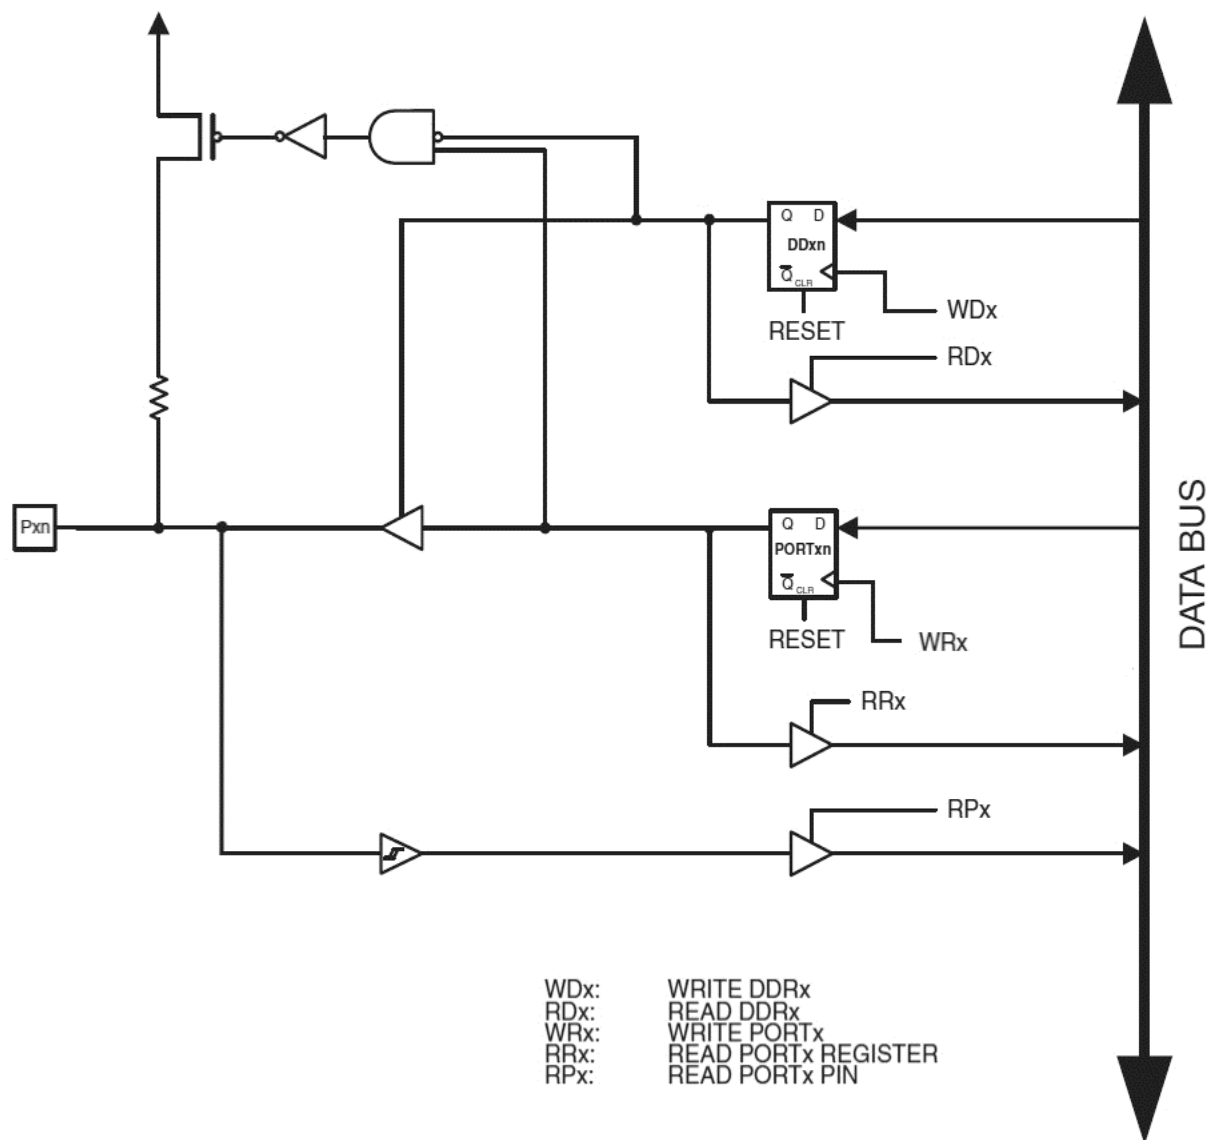 Q D
DDxn
Q CLR
RESET
WDx
RDx
Pxn
Q D
PORTxn
Q CLR
RESET
WRx
RRx
RPx
DATA BUS
WDx: WRITE DDRx
RDx: READ DDRx
WRx: WRITE PORTx
RRx: READ PORTx REGISTER
RPx: READ PORTx PIN